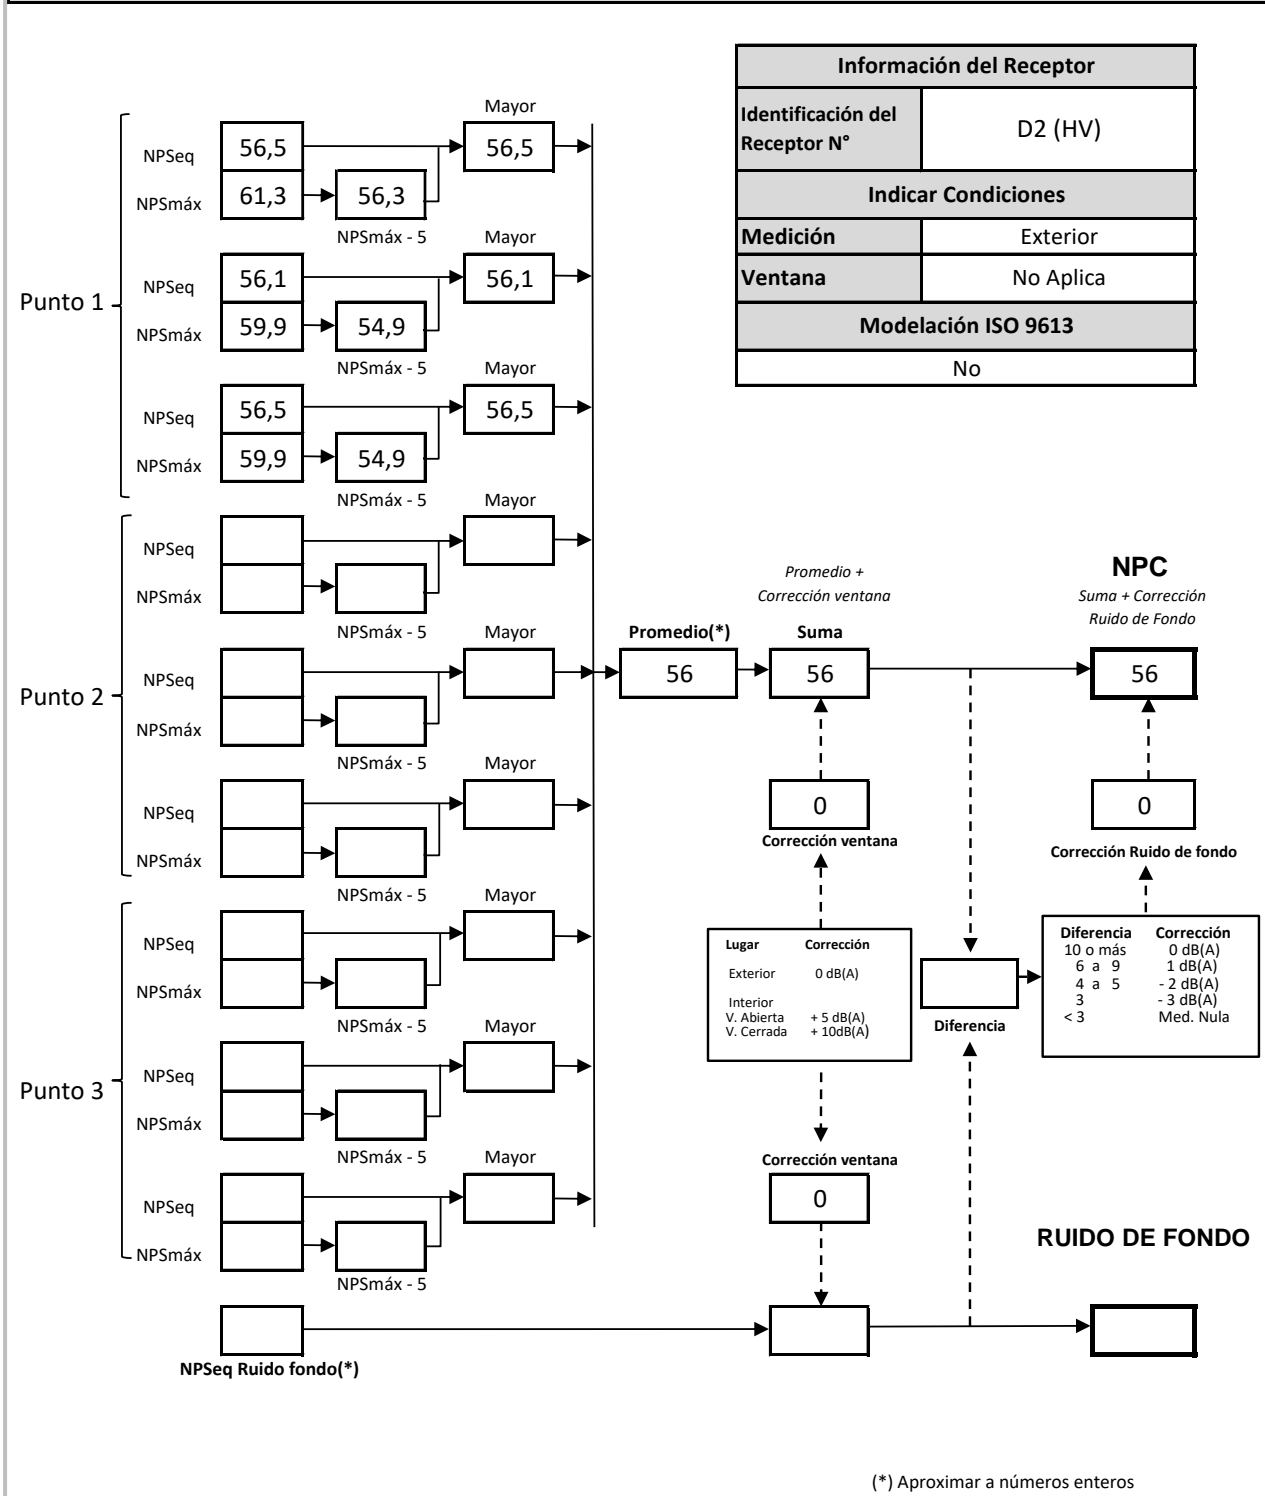 Información del Receptor
Identificación del Receptor N°
D2 (HV)
Indicar Condiciones
Medición
Exterior
Ventana
No Aplica
Modelación ISO 9613
No
Punto 1
Mayor
NPSeq
56,5
56,5
NPSmáx
61,3
56,3
NPSmáx - 5
Mayor
NPSeq
56,1
56,1
NPSmáx
59,9
54,9
NPSmáx - 5
Mayor
NPSeq
56,5
56,5
NPSmáx
59,9
54,9
NPSmáx - 5
Punto 2
Mayor
NPSeq
NPSmáx
NPSmáx - 5
Mayor
NPSeq
NPSmáx
NPSmáx - 5
Mayor
NPSeq
NPSmáx
NPSmáx - 5
Punto 3
Mayor
NPSeq
NPSmáx
NPSmáx - 5
Mayor
NPSeq
NPSmáx
NPSmáx - 5
Mayor
NPSeq
NPSmáx
NPSmáx - 5
NPSeq Ruido fondo(*)
Promedio(*)
56
Promedio +
Corrección ventana
Suma
56
0
Corrección ventana
Lugar Corrección
Exterior 0 dB(A)
Interior
V. Abierta + 5 dB(A)
V. Cerrada + 10dB(A)
Corrección ventana
0
NPC
Suma + Corrección
Ruido de Fondo
56
0
Corrección Ruido de fondo
Diferencia Corrección
10 o más 0 dB(A)
6 a 9 1 dB(A)
4 a 5 - 2 dB(A)
3 - 3 dB(A)
< 3 Med. Nula
Diferencia
RUIDO DE FONDO
(*) Aproximar a números enteros